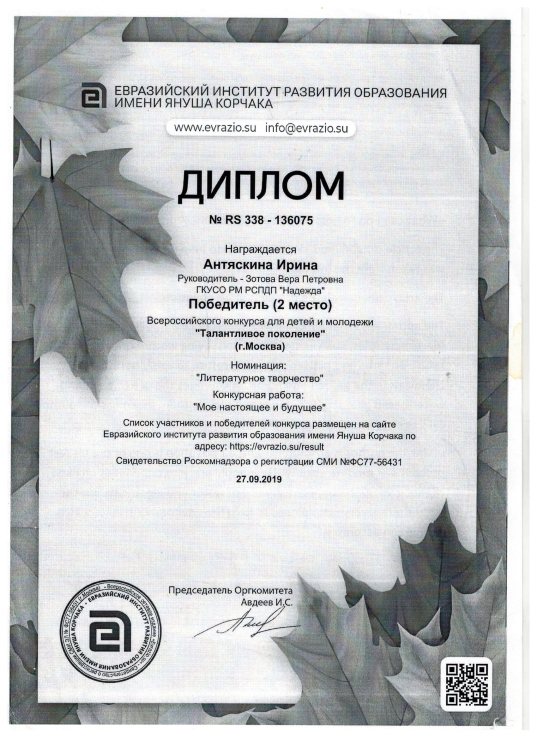 ЕВРАЗИЙСКИЙ ИНСТИТУТ РАЗВИТИЯ ОБРАЗОВАНИЯ
ИМЕНИ ЯНУША КОРЧАКА
www.evrazio.su info@evrazio.su
ДИПЛОМ
№ RS 338 - 136075
Награждается
Антяскина Ирина
Руководитель - Зотова Вера Петровна
ГКУСО РМ РСПДП "Надежда"
Победитель (2 место)
Всероссийского конкурса для детей и молодежи
"Талантливое поколение"
(г.Москва)
Номинация:
"Литературное творчество"
Конкурсная работа:
"Мое настоящее и будущее"
Список участников и победителей конкурса размещен на сайте
Евразийского института развития образования имени Януша Корчака по
адресу: https://evrazio.su/result
Свидетельство Роскомнадзора о регистрации СМИ №ФС77-56431
27.09.2019
Председатель Оргкомитета
Авдеев И.С.
ЕВРАЗИЙСКИЙ ИНСТИТУТ РАЗВИТИЯ ОБРАЗОВАНИЯ ИМЕНИ ЯНУША КОРЧАКА